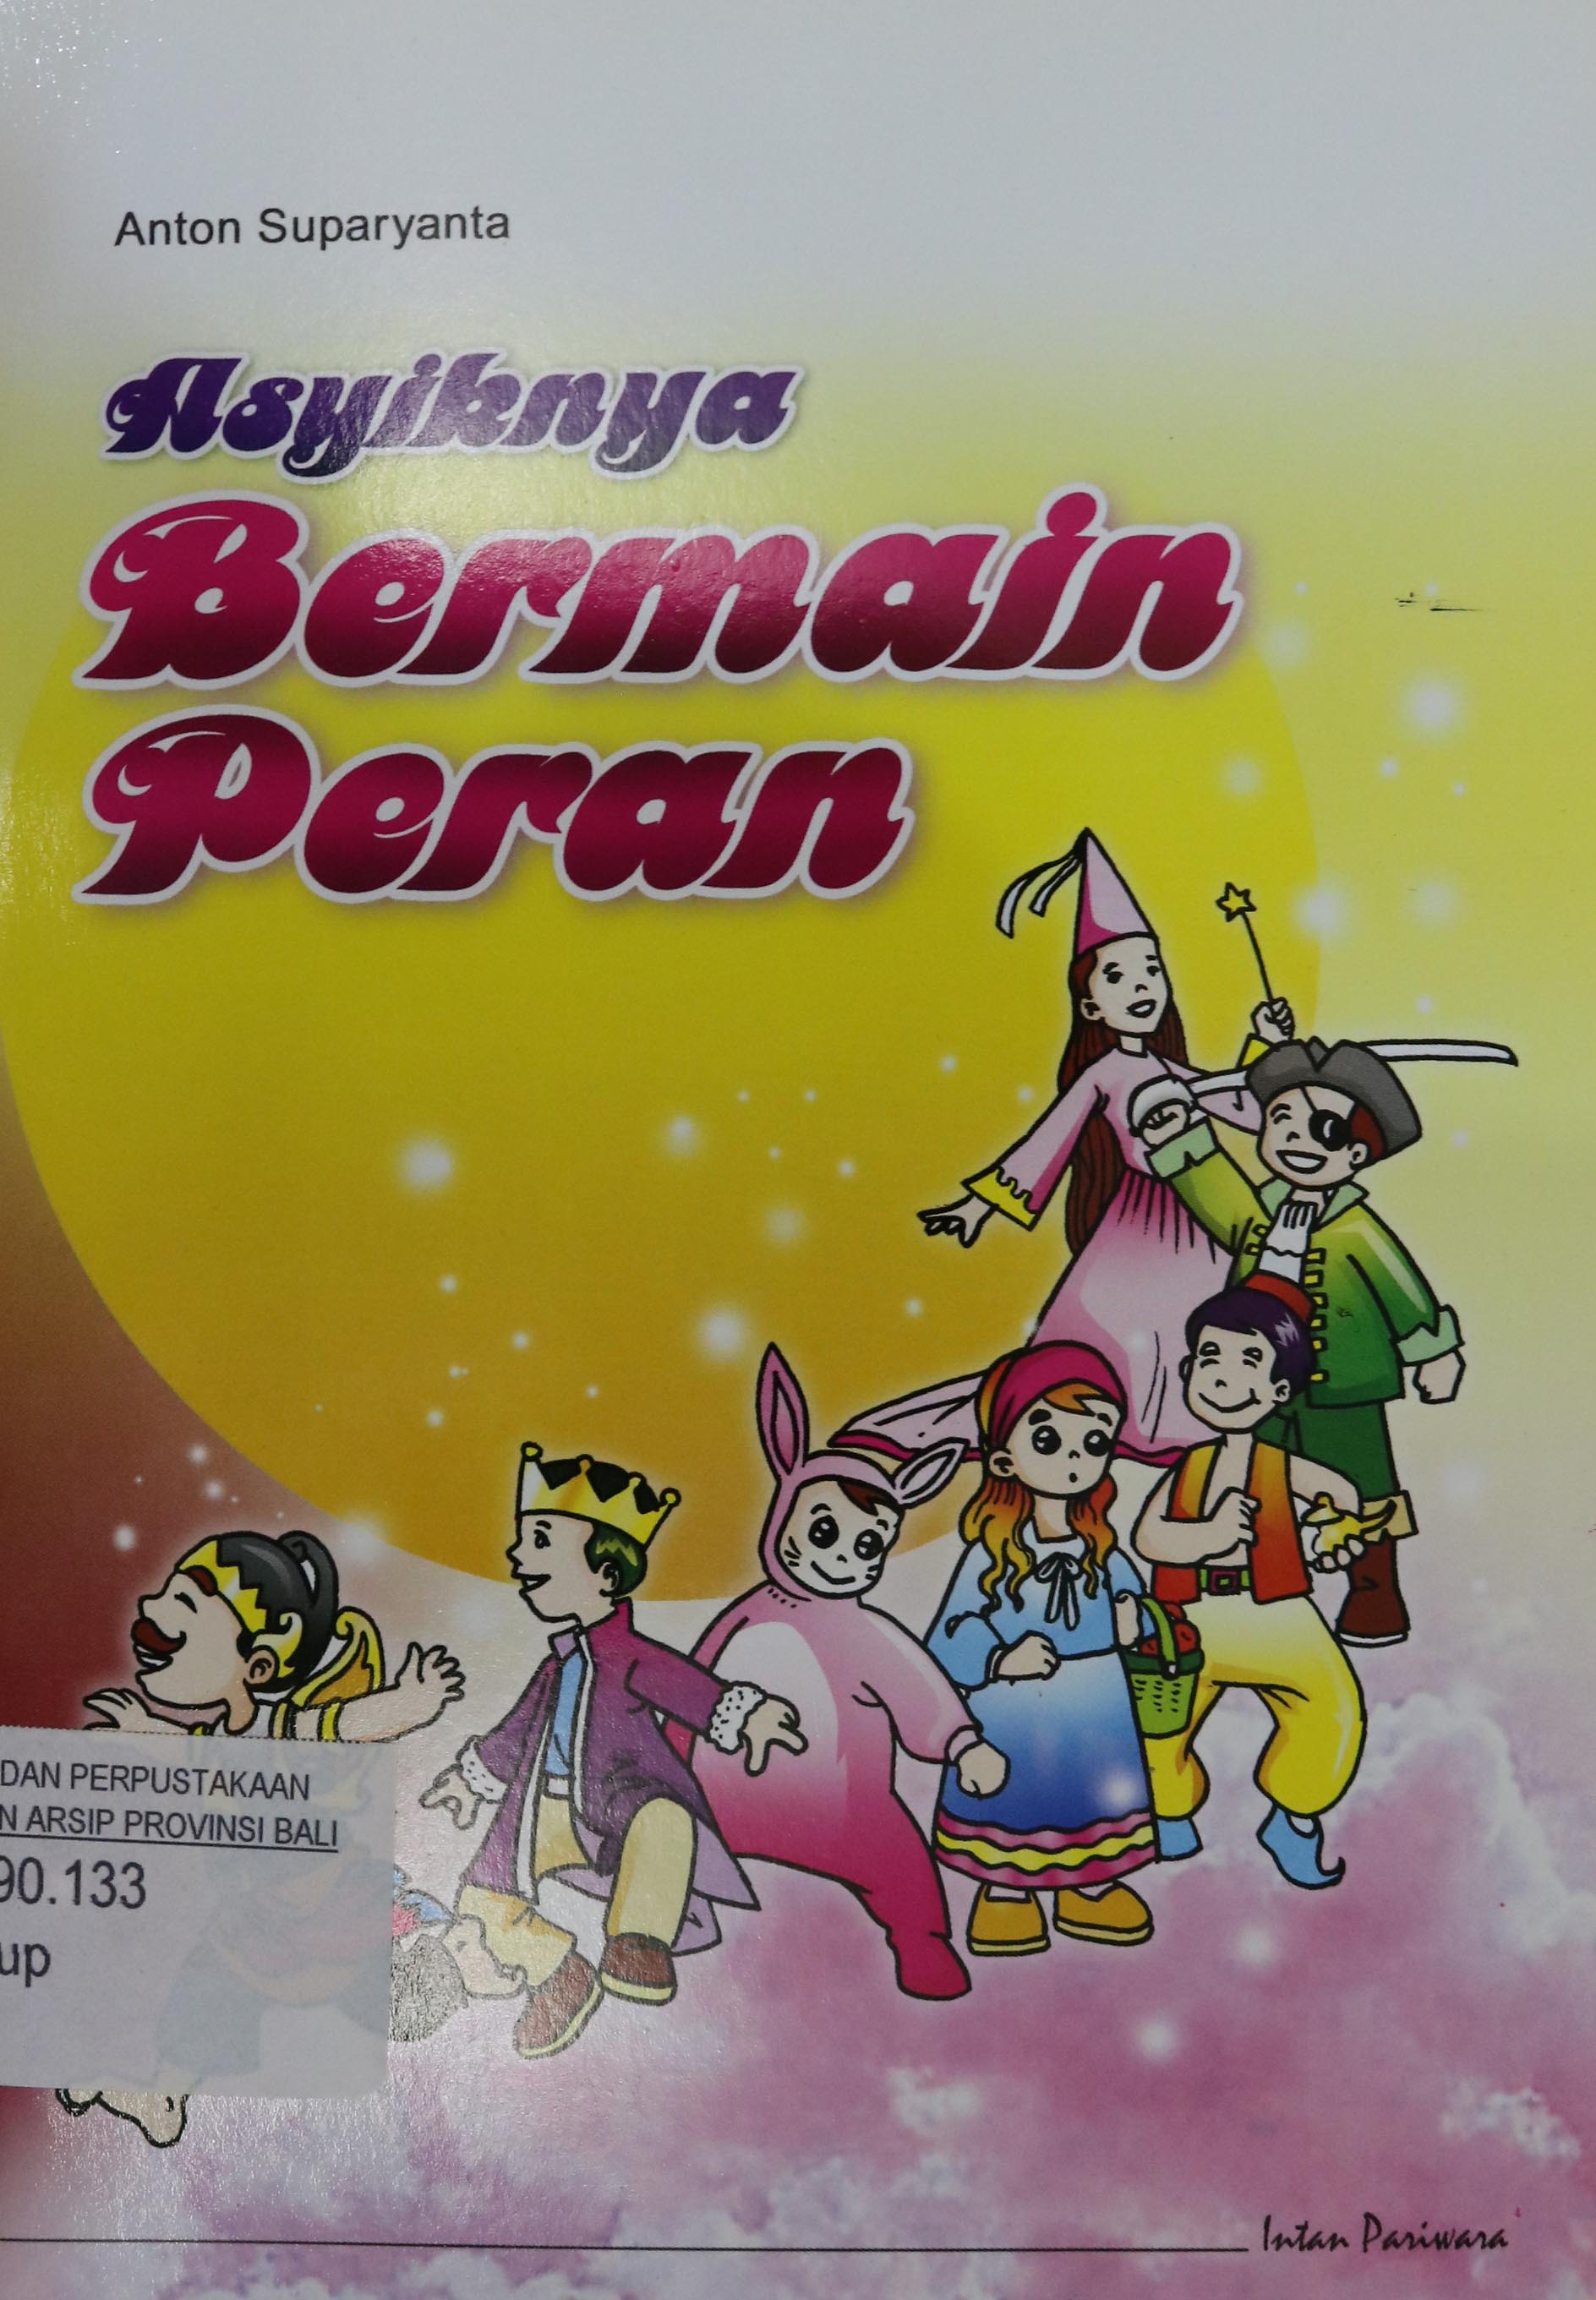 Anton Suparyanta
Asyiknya
Bermain
Peran
DAN PERPUSTAKAAN
N ARSIP PROVINSI BALI
90.133
up
Intan Pariwara